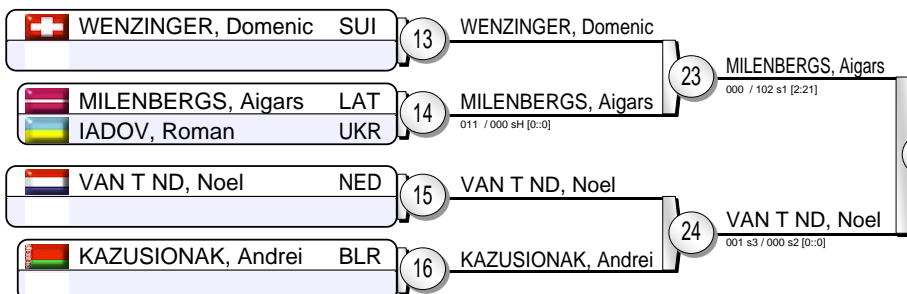 WENZINGER, Domenic SUI
13
WENZINGER, Domenic
MILENBERGS, Aigars LAT
IADOV, Roman UKR
14
MILENBERGS, Aigars
011 / 000 sH [0::0]
23
MILENBERGS, Aigars
000 / 102 s1 [2:21]
VAN T ND, Noel NED
15
VAN T ND, Noel
KAZUSIONAK, Andrei BLR
16
KAZUSIONAK, Andrei
24
VAN T ND, Noel
001 s3 / 000 s2 [0::0]